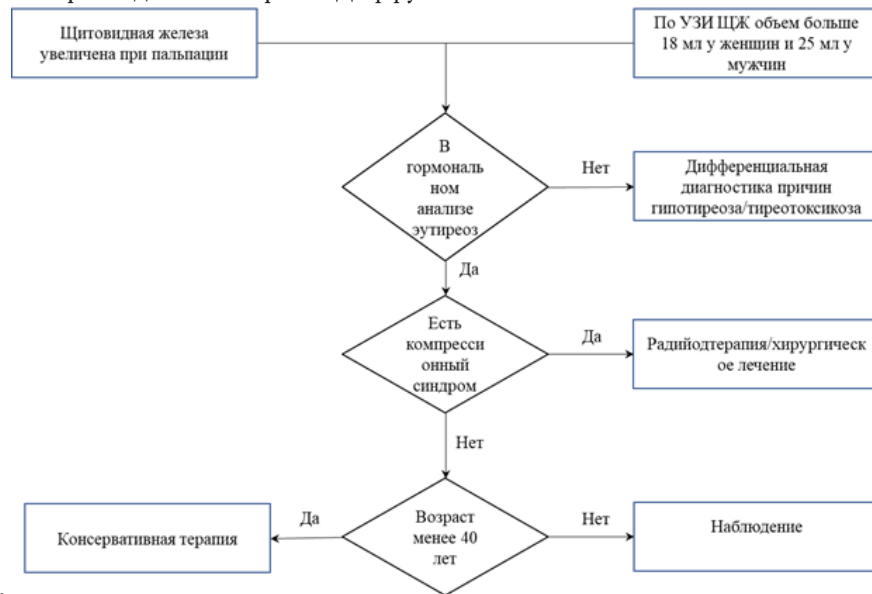 Щитовидная железа
увеличена при пальпации
По УЗИ ЩЖ объем больше
18 мл у женщин и 25 мл у
мужчин
В
гормональ
ном
анализе
эутиреоз
Нет
Дифференциальная
диагностика причин
гипотиреоза/тиреотоксикоза
Да
Есть
компресси
онный
синдром
Да
Радийодтерапия/хирургическ
ое лечение
Нет
Возраст
менее 40
лет
Да
Консервативная терапия
Нет
Наблюдение